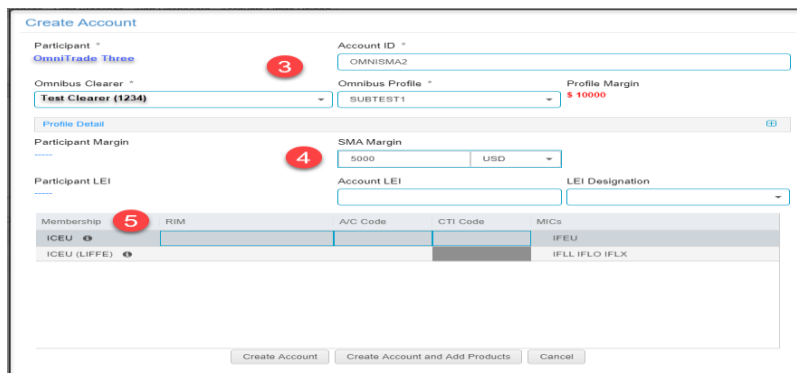 Create Account
Participant *
OmniTrade Three
3
Account ID *
OMNISMA2
Omnibus Clearer *
Test Clearer (1234)
Omnibus Profile *
SUBTEST1
Profile Margin
$ 10000
Profile Detail
Participant Margin
-----
4
SMA Margin
5000 USD
Participant LEI
-----
Account LEI
LEI Designation
Membership 5 RIM A/C Code CTI Code MICs
ICEU IFEU
ICEU (LIFFE) IFLL IFLO IFLX
Create Account Create Account and Add Products Cancel